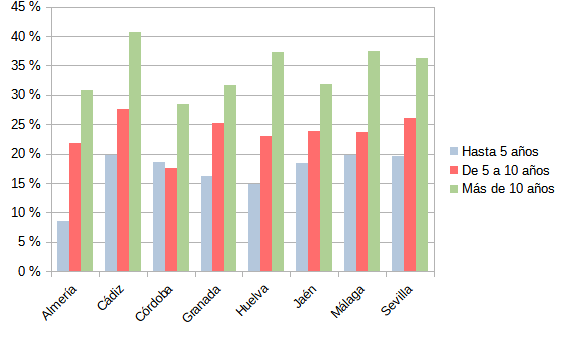 45 %
40 %
35 %
30 %
25 %
20 %
15 %
10 %
5 %
0 %
Hasta 5 años
De 5 a 10 años
Más de 10 años
Almería
Cádiz
Córdoba
Granada
Huelva
Jaén
Málaga
Sevilla